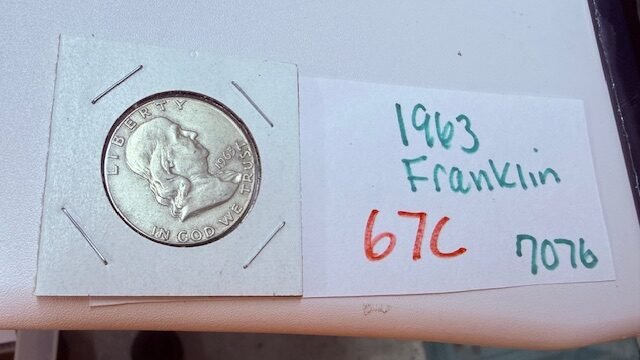 LIBERTY
1963
IN GOD WE TRUST
1963
Franklin
67C
7076